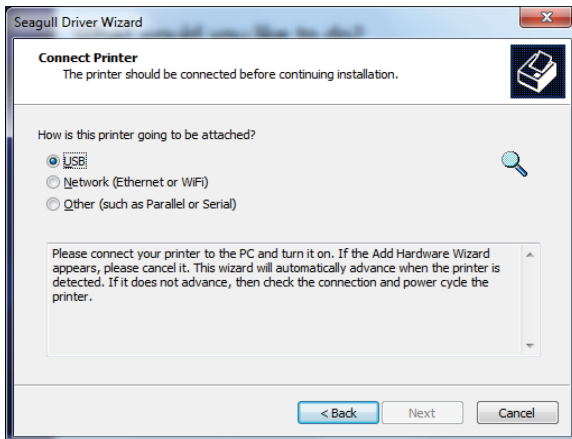 Seagull Driver Wizard
Connect Printer
The printer should be connected before continuing installation.
How is this printer going to be attached?
USB
Network (Ethernet or WiFi)
Other (such as Parallel or Serial)
Please connect your printer to the PC and turn it on. If the Add Hardware Wizard
appears, please cancel it. This wizard will automatically advance when the printer is
detected. If it does not advance, then check the connection and power cycle the
printer.
< Back
Next
Cancel